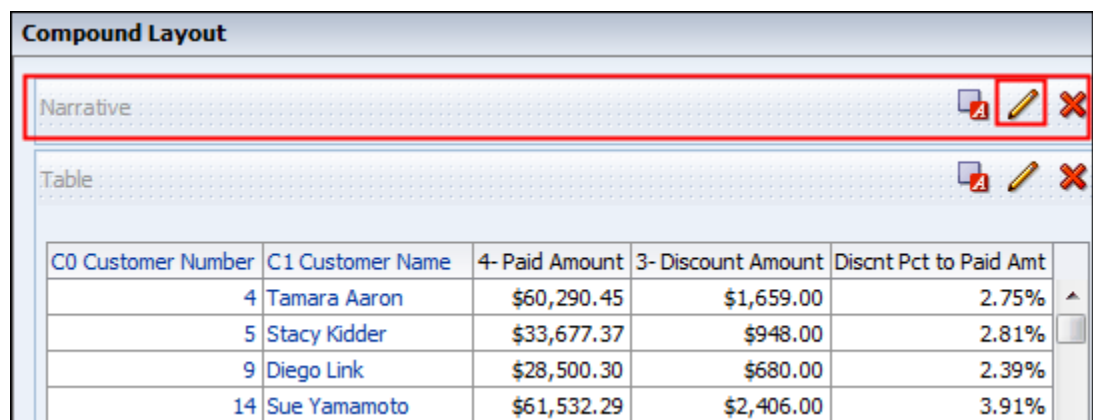 Compound Layout
Narrative
Table
C0 Customer Number C1 Customer Name 4- Paid Amount 3- Discount Amount Discnt Pct to Paid Amt
4 Tamara Aaron $60,290.45 $1,659.00 2.75%
5 Stacy Kidder $33,677.37 $948.00 2.81%
9 Diego Link $28,500.30 $680.00 2.39%
14 Sue Yamamoto $61,532.29 $2,406.00 3.91%